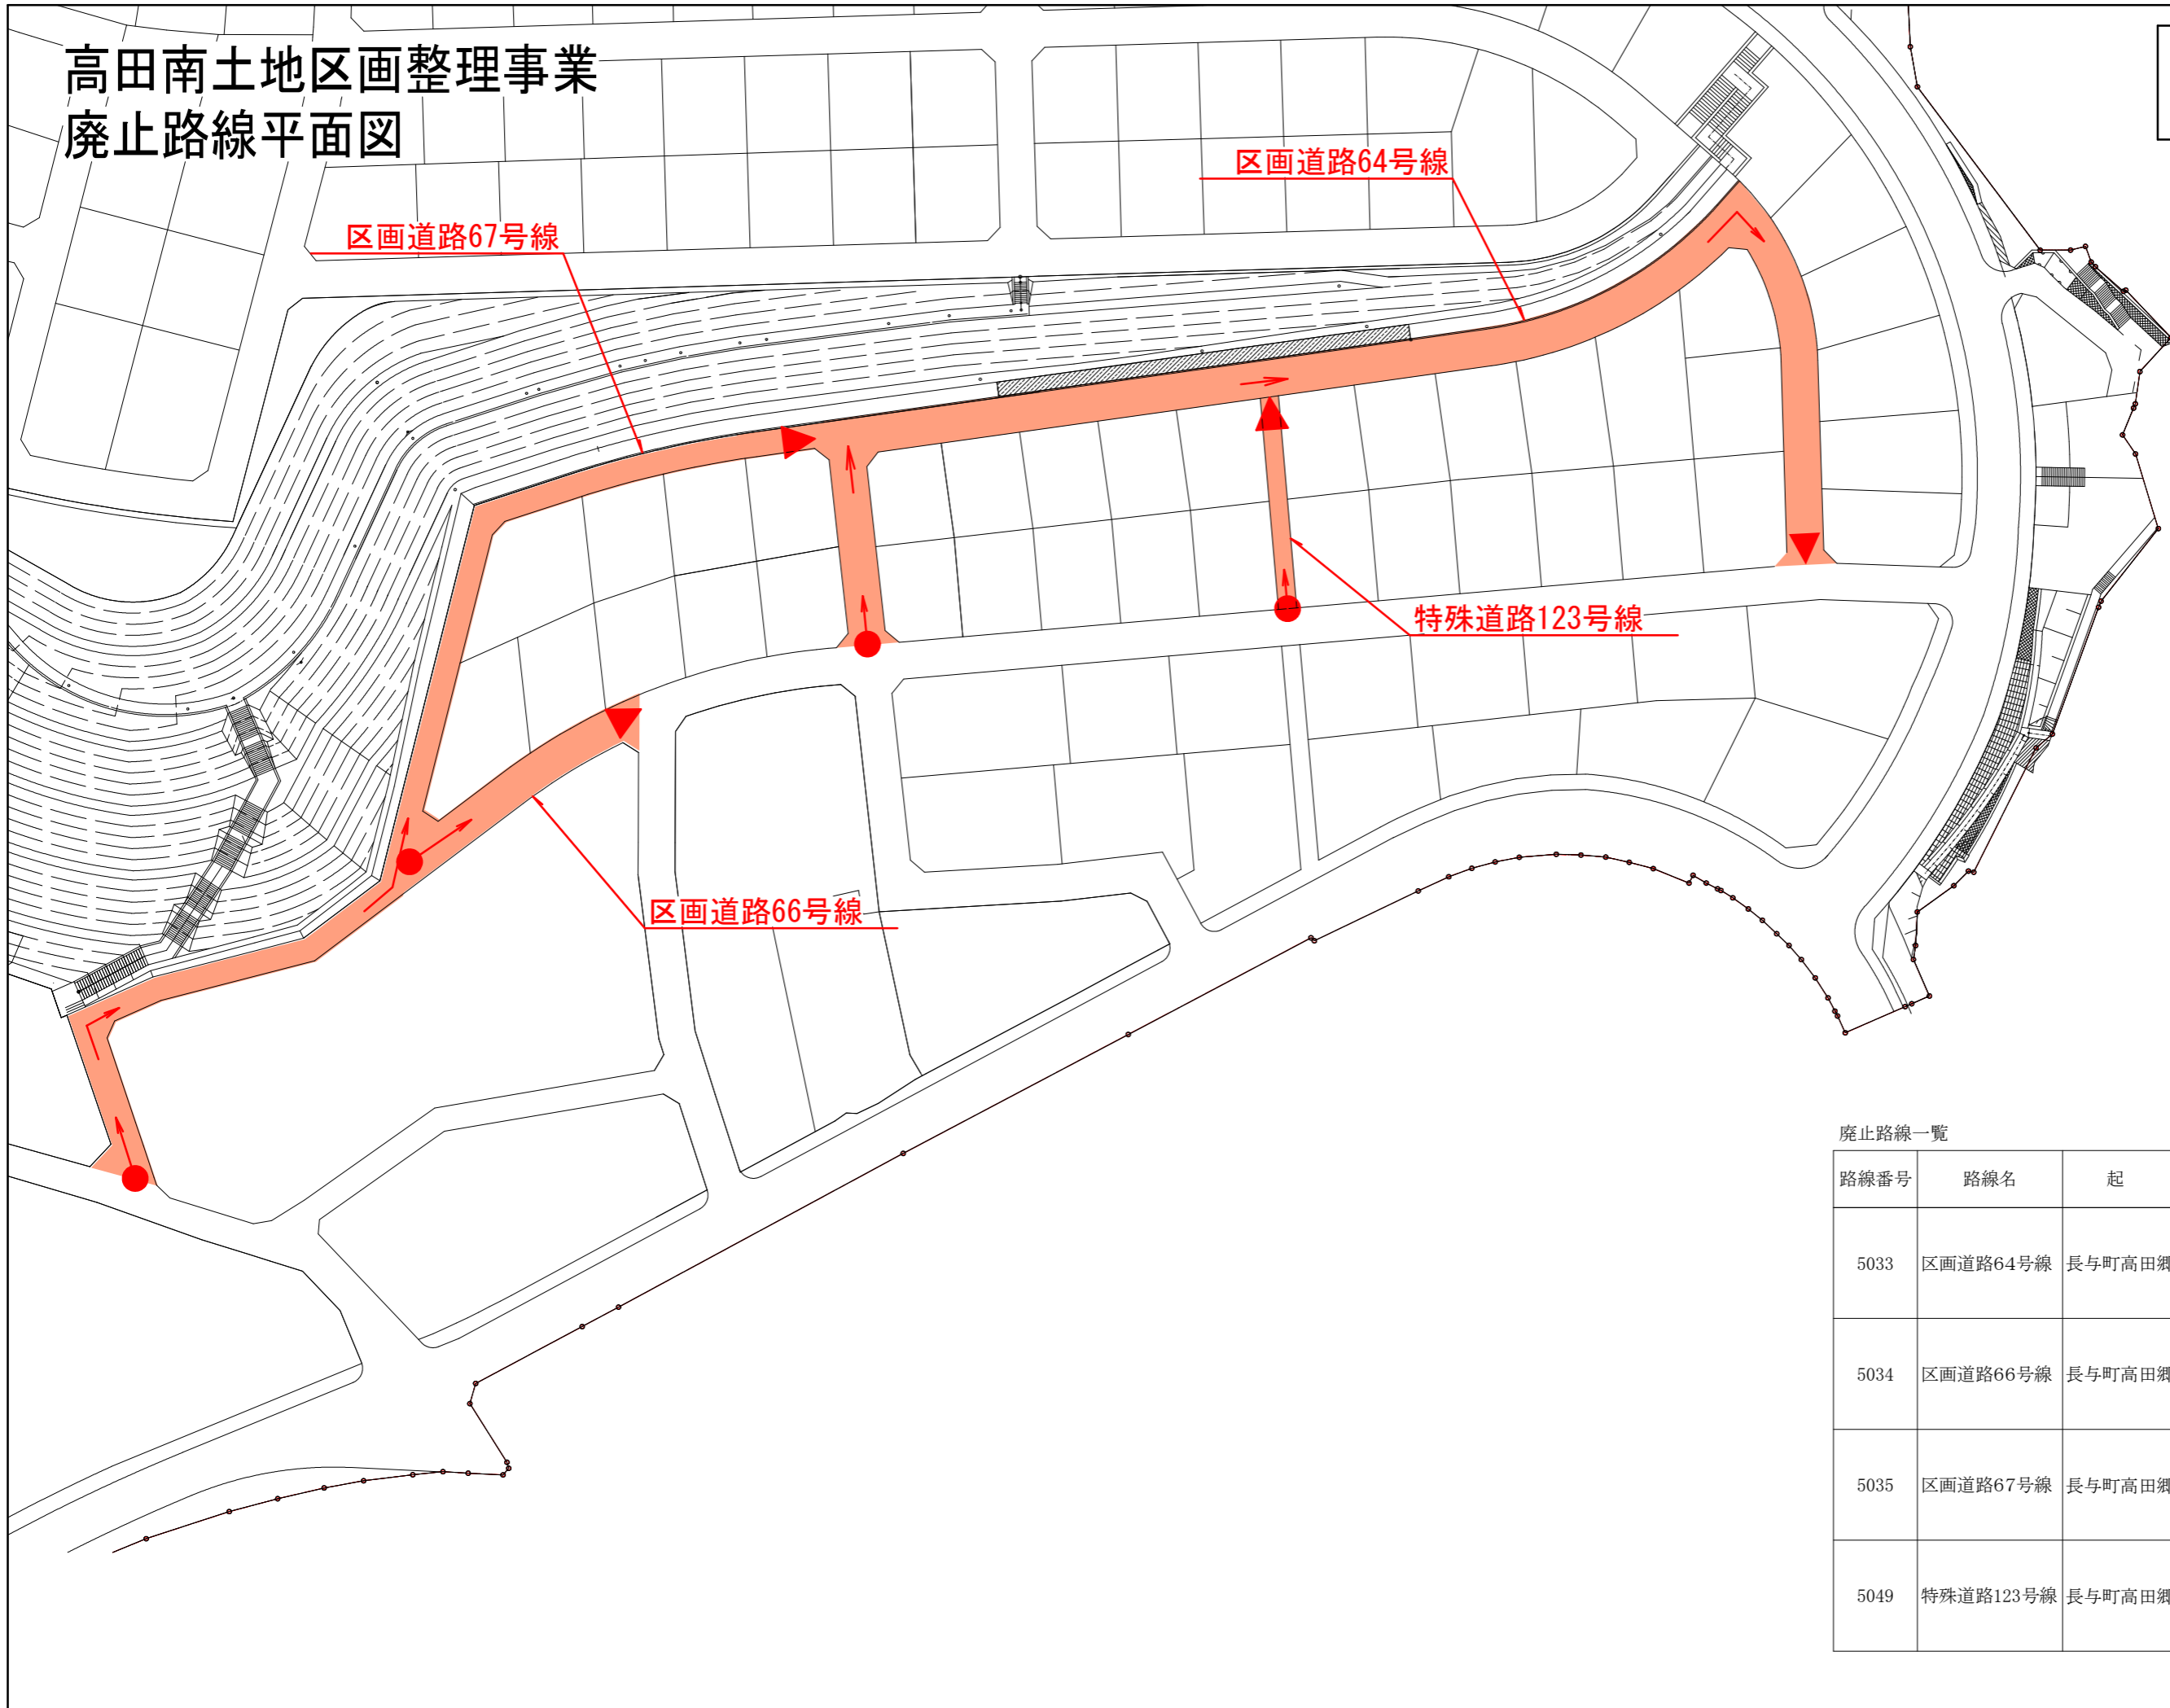 高田南土地区画整理事業
廃止路線平面図
区画道路64号線
区画道路67号線
特殊道路123号線
区画道路66号線
廃止路線一覧
路線番号 路線名 起
5033 区画道路64号線 長与町高田郷
5034 区画道路66号線 長与町高田郷
5035 区画道路67号線 長与町高田郷
5049 特殊道路123号線 長与町高田郷